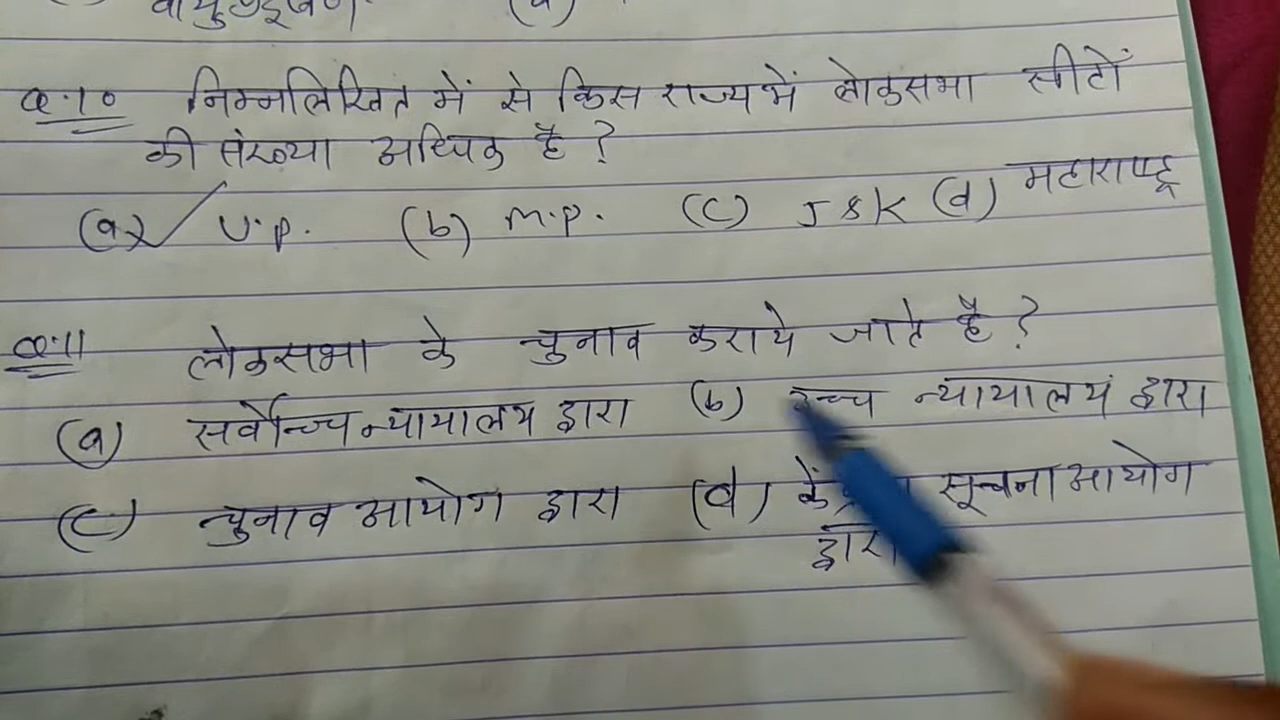 Q.10 निम्नलिखित में से किस राज्य में लोकसभा सीटों
की संख्या अधिक है ?
(a) U.P. (b) M.P. (c) J & K (d) महाराष्ट्र
Q.11 लोकसभा के चुनाव कराये जाते है ?
(a) सर्वोच्च न्यायालय द्वारा (b) उच्च न्यायालय द्वारा
(c) चुनाव आयोग द्वारा (d) सूचना आयोग
द्वारा